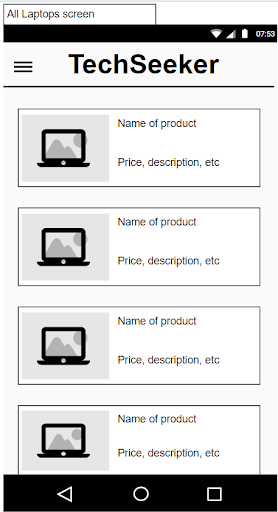 All Laptops screen
07:53
TechSeeker
Name of product
Price, description, etc
Name of product
Price, description, etc
Name of product
Price, description, etc
Name of product
Price, description, etc